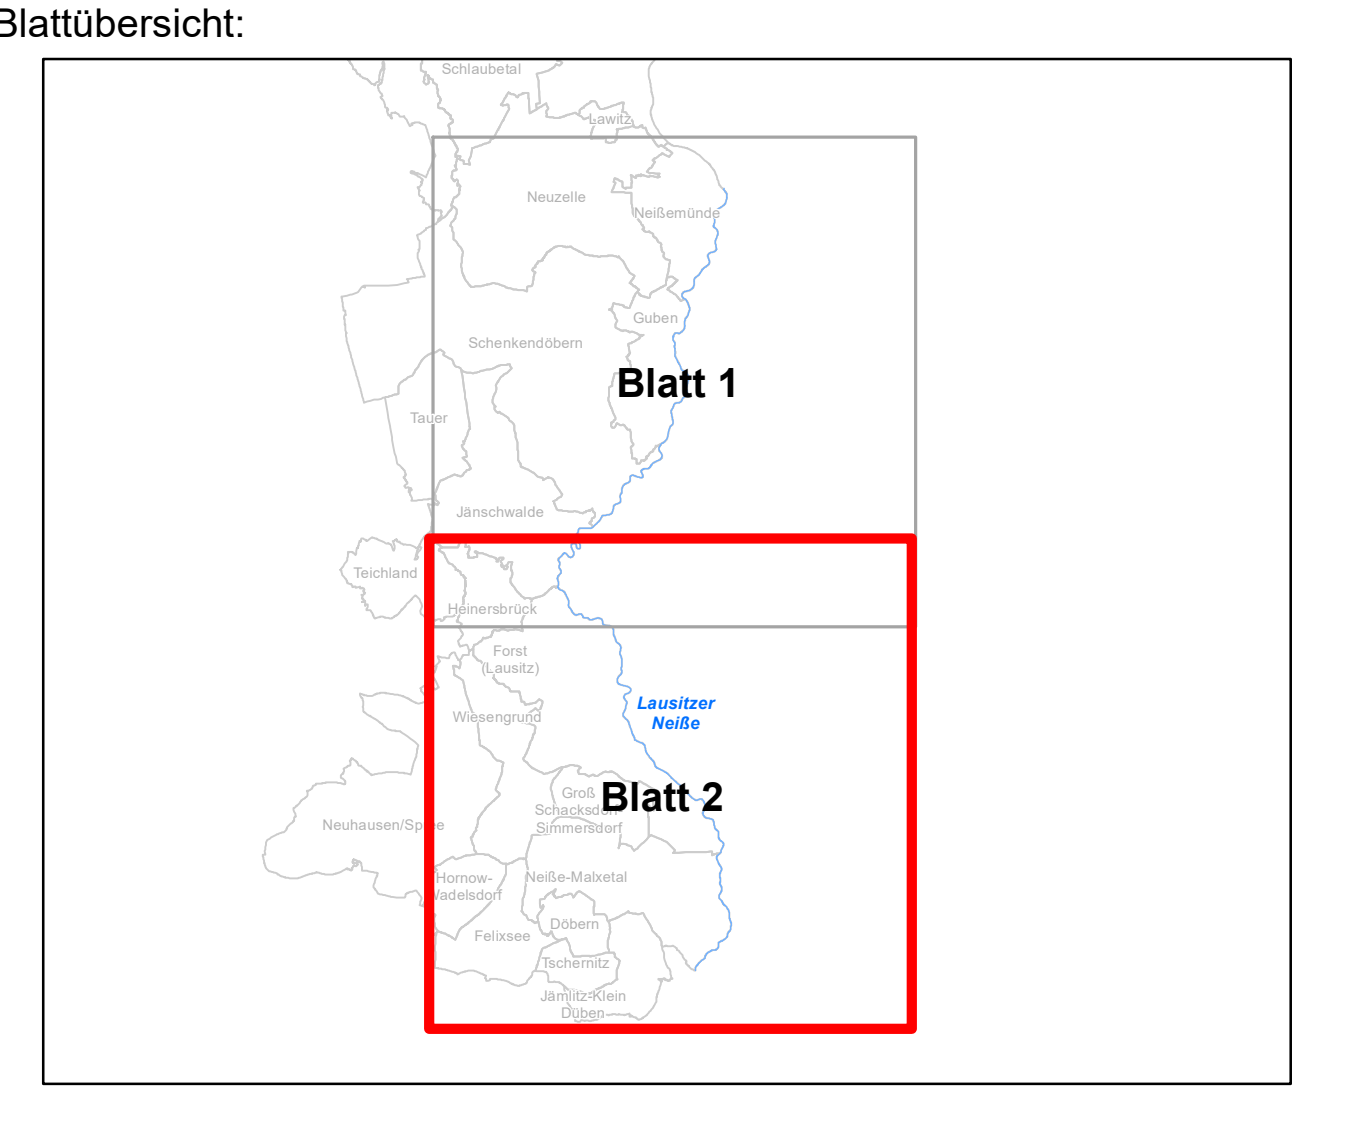 Blattübersicht:
Schlaubetal
Lawitz
Neuzelle
Neißemünde
Guben
Schenkendöbern
Blatt 1
Tauer
Jänschwalde
Teichland
Heinersbrück
Forst
(Lausitz)
Lausitzer
Neiße
Wiesengrund
Groß
Schacksdorf-
Simmersdorf
Blatt 2
Neuhausen/Spree
Hornow-
Wadelsdorf
Neiße-Malxetal
Döbern
Felixsee
Tschernitz
Jämlitz-Klein
Düben